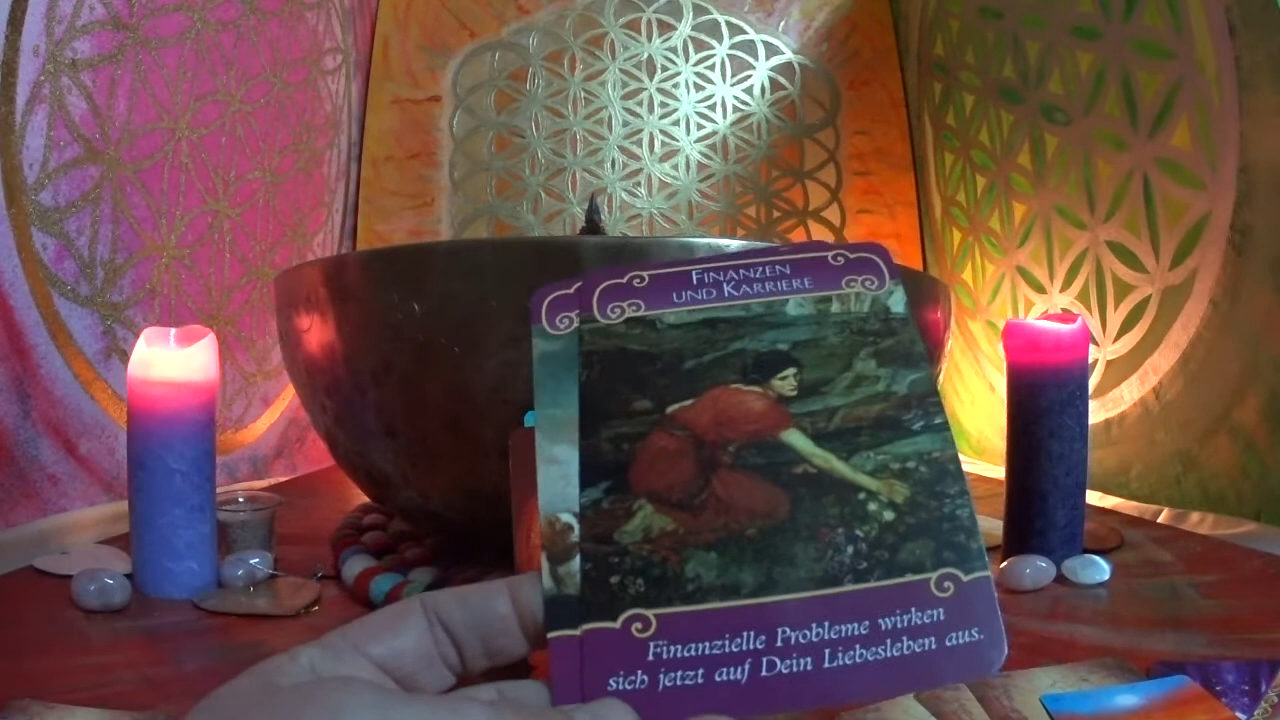 FINANZEN
UND KARRIERE
Finanzielle Probleme wirken
sich jetzt auf Dein Liebesleben aus.